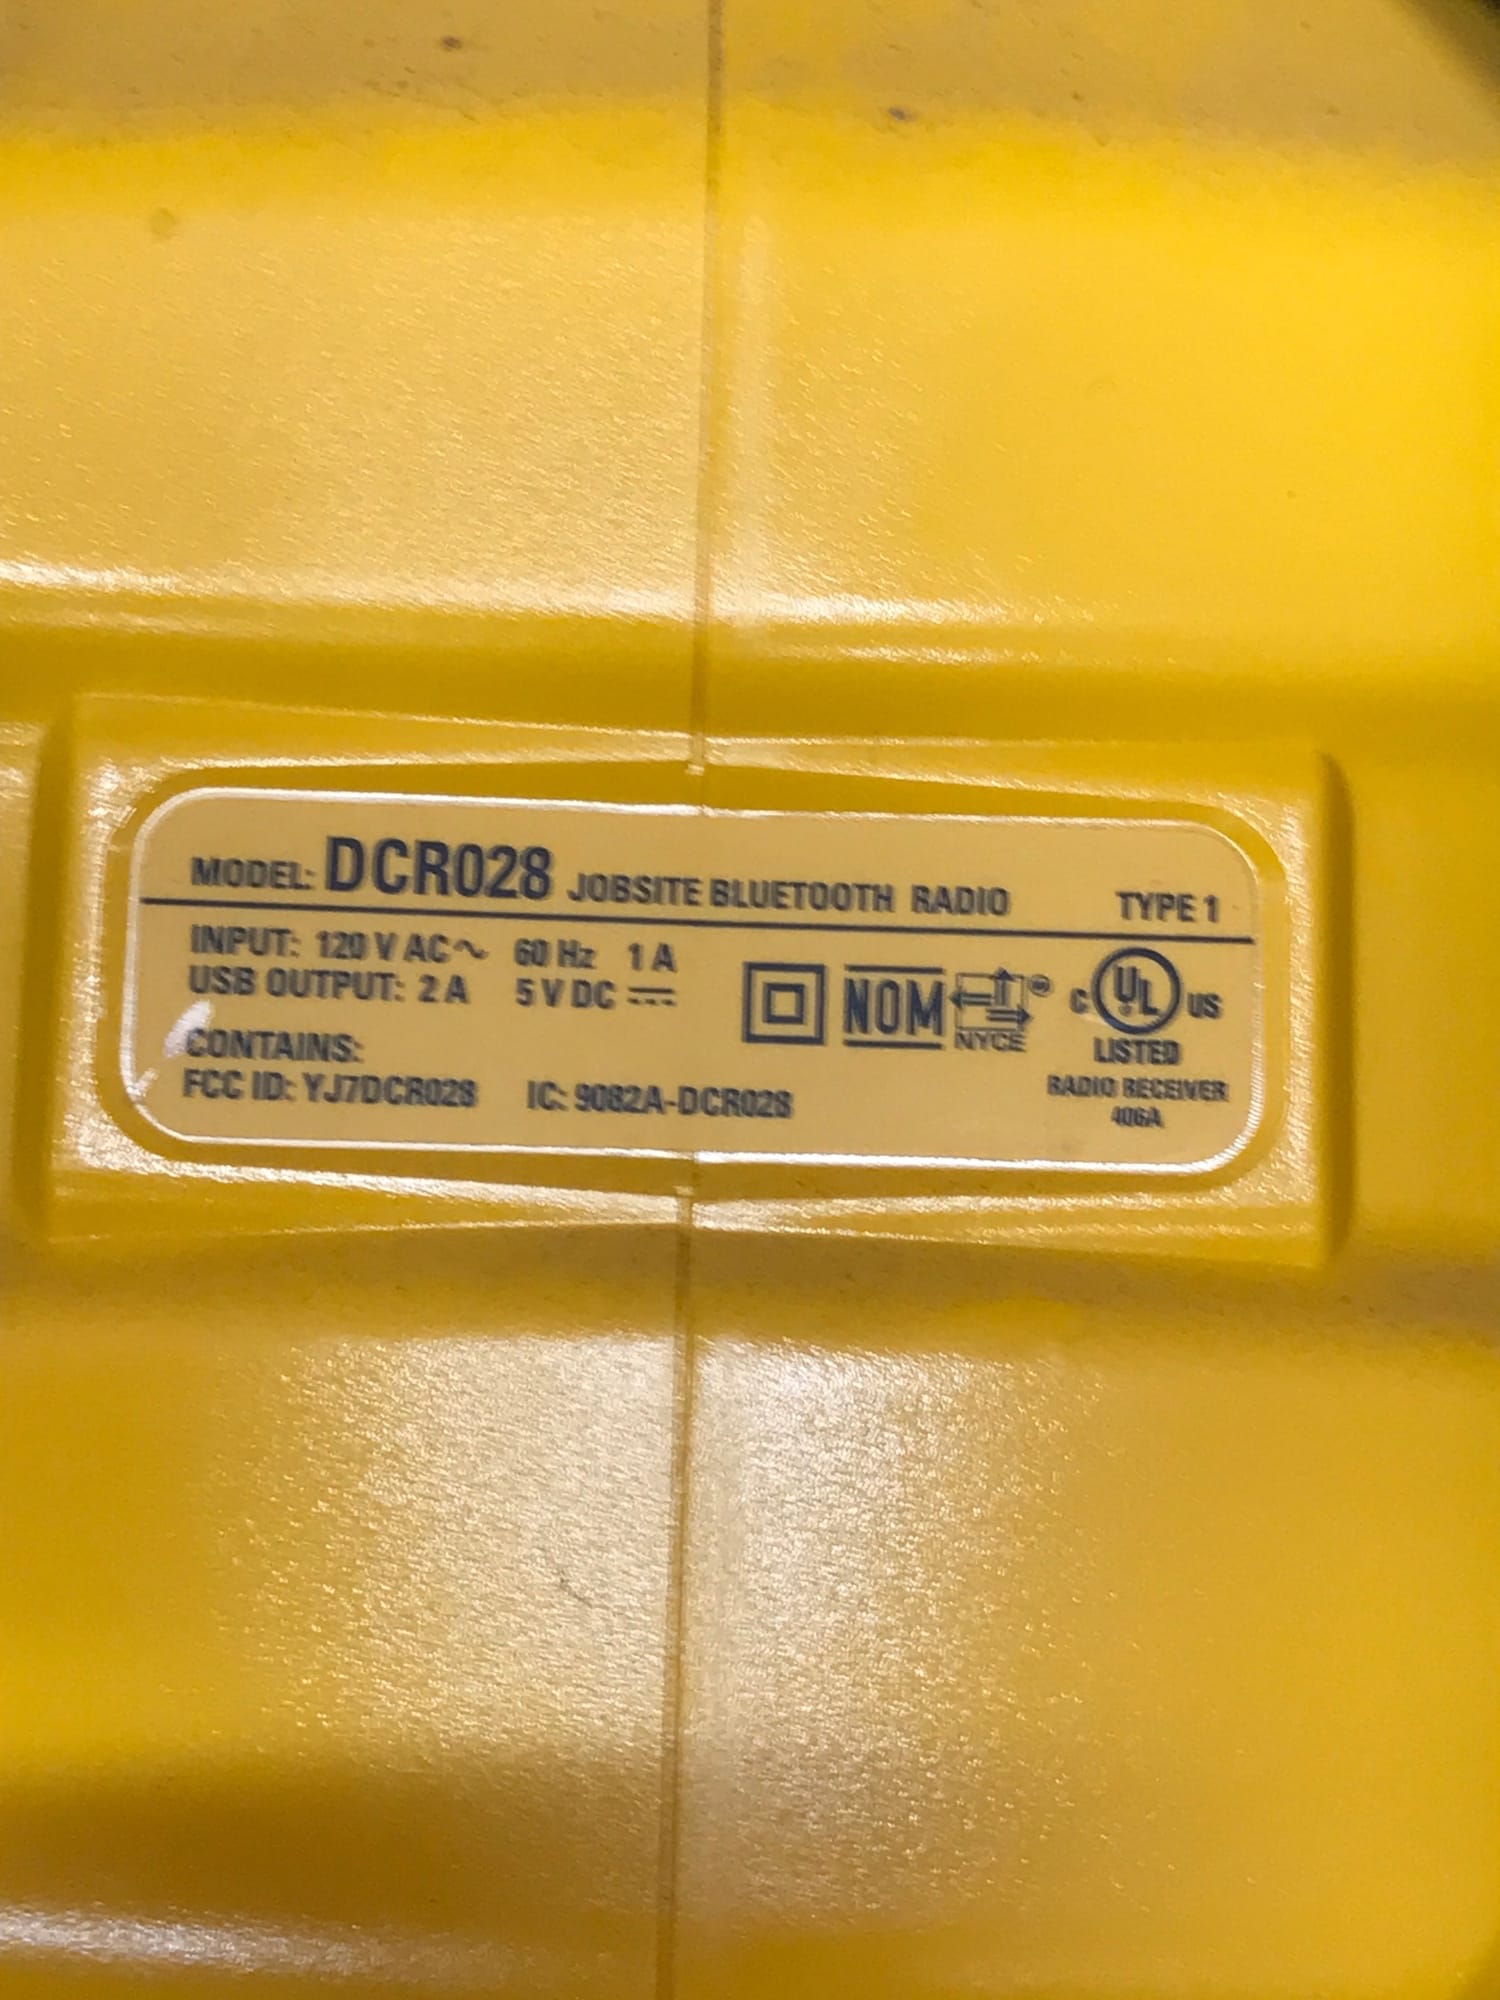 MODEL: DCR028 JOBSITE BLUETOOTH RADIO TYPE 1
INPUT: 120 V AC ~ 60 Hz 1 A
USB OUTPUT: 2 A 5 V DC ⎓
CONTAINS:
FCC ID: YJ7DCR028 IC: 9082A-DCR028
NOM
NYCE
C UL US
LISTED
RADIO RECEIVER
406A